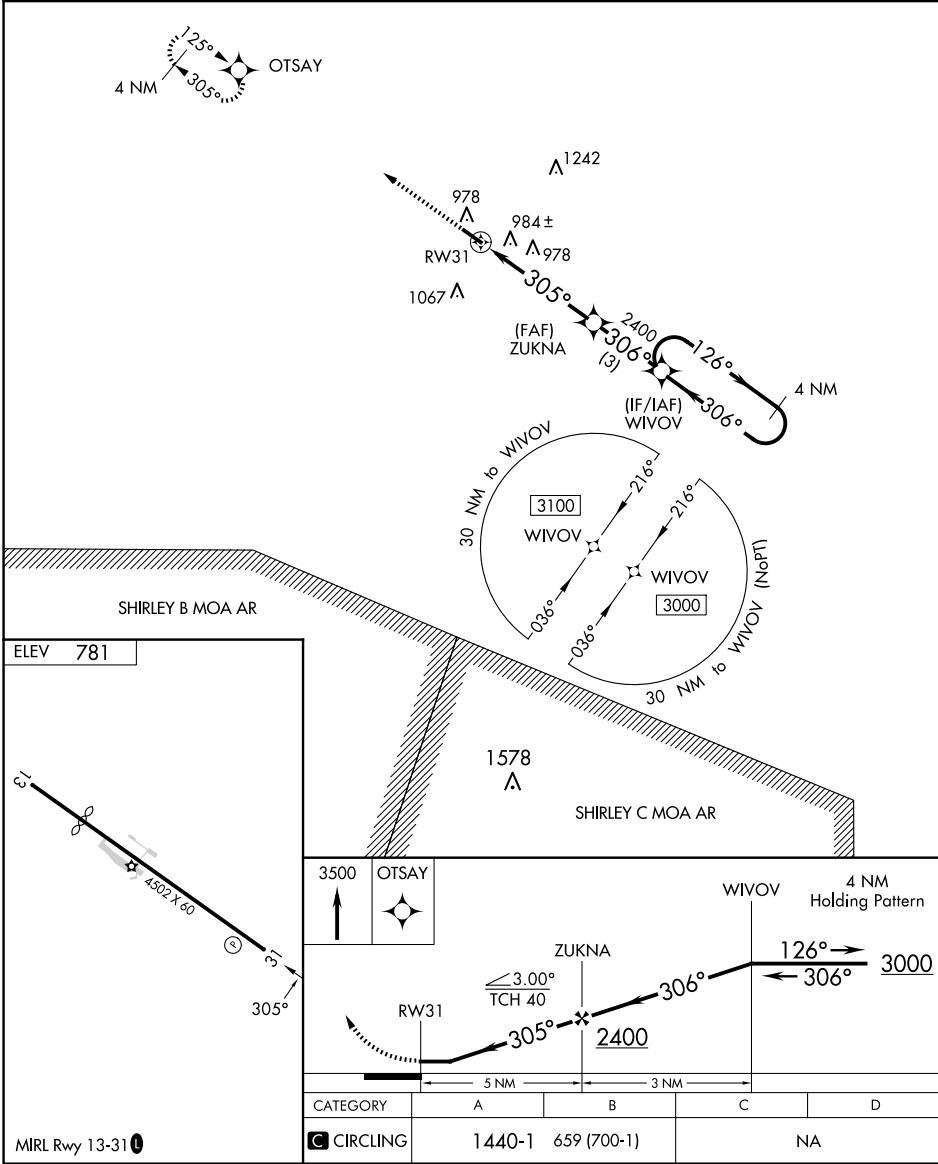 125°
305°
4 NM
OTSAY
1242
978
984±
978
RW31
1067
305°
(FAF)
ZUKNA
2400
306°
(3)
126°
306°
4 NM
(IF/IAF)
WIVOV
30 NM to WIVOV
216°
3100
WIVOV
036°
216°
WIVOV
3000
036°
30 NM to WIVOV (NoPT)
SHIRLEY B MOA AR
1578
SHIRLEY C MOA AR
ELEV 781
13
4502 X 60
P
31
305°
MIRL Rwy 13-31 L
3500
OTSAY
WIVOV
4 NM
Holding Pattern
ZUKNA
126°
306°
3000
3.00°
TCH 40
306°
RW31
305°
2400
5 NM
3 NM
CATEGORY A B C D
C CIRCLING 1440-1 659 (700-1) NA